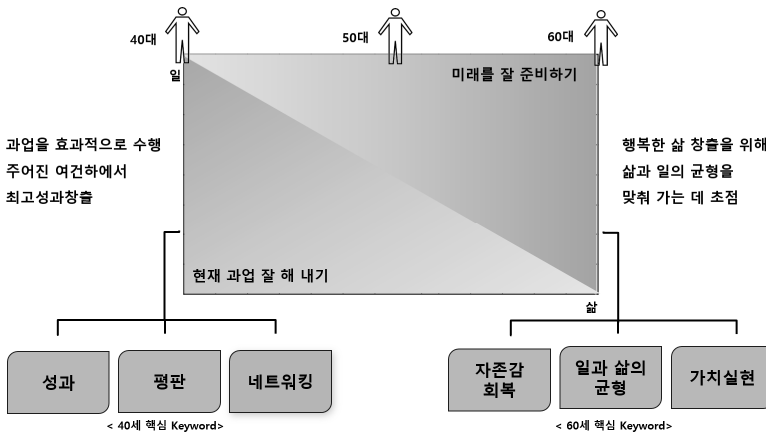 40대
50대
60대
일
미래를 잘 준비하기
과업을 효과적으로 수행
주어진 여건하에서
최고성과창출
행복한 삶 창출을 위해
삶과 일의 균형을
맞춰 가는 데 초점
현재 과업 잘 해 내기
삶
성과
평판
네트워킹
자존감
회복
일과 삶의
균형
가치실현
< 40세 핵심 Keyword>
< 60세 핵심 Keyword>